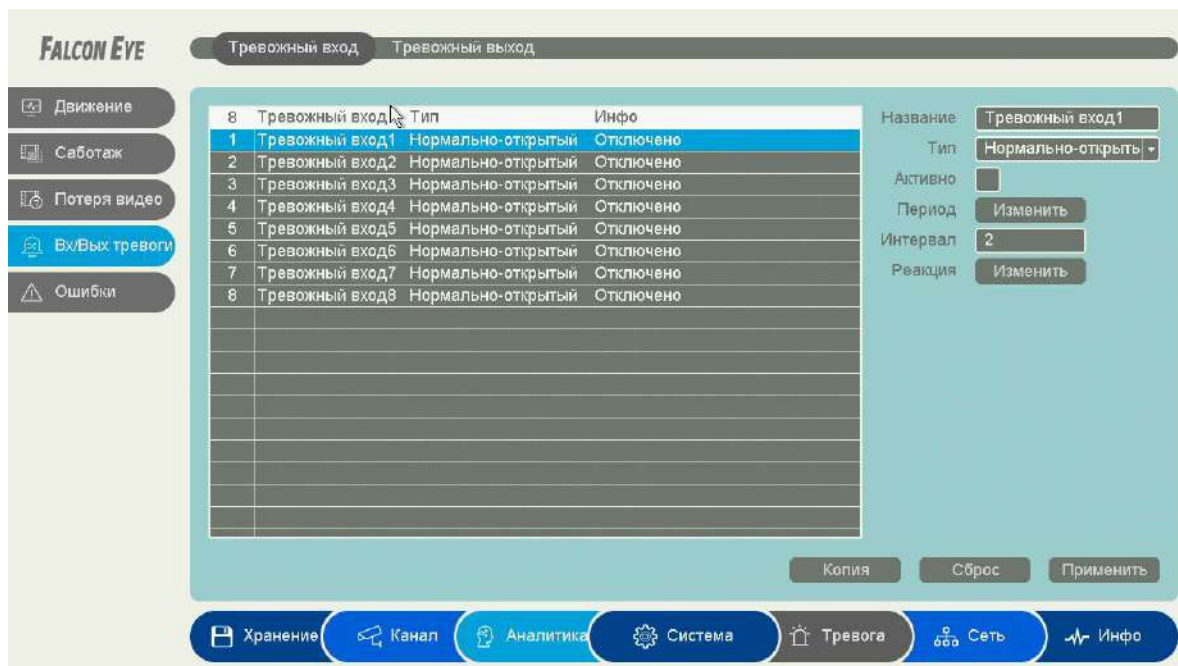 FALCON EYE
Тревожный вход Тревожный выход
Движение
Саботаж
Потеря видео
Вх/Вых тревоги
Ошибки
8 Тревожный вход Тип Инфо
1 Тревожный вход1 Нормально-открытый Отключено
2 Тревожный вход2 Нормально-открытый Отключено
3 Тревожный вход3 Нормально-открытый Отключено
4 Тревожный вход4 Нормально-открытый Отключено
5 Тревожный вход5 Нормально-открытый Отключено
6 Тревожный вход6 Нормально-открытый Отключено
7 Тревожный вход7 Нормально-открытый Отключено
8 Тревожный вход8 Нормально-открытый Отключено
Название Тревожный вход1
Тип Нормально-открыть
Активно
Период Изменить
Интервал 2
Реакция Изменить
Копия Сброс Применить
Хранение Канал Аналитика Система Тревога Сеть Инфо